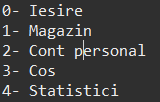 0- Iesire
1- Magazin
2- Cont personal
3- Cos
4- Statistici